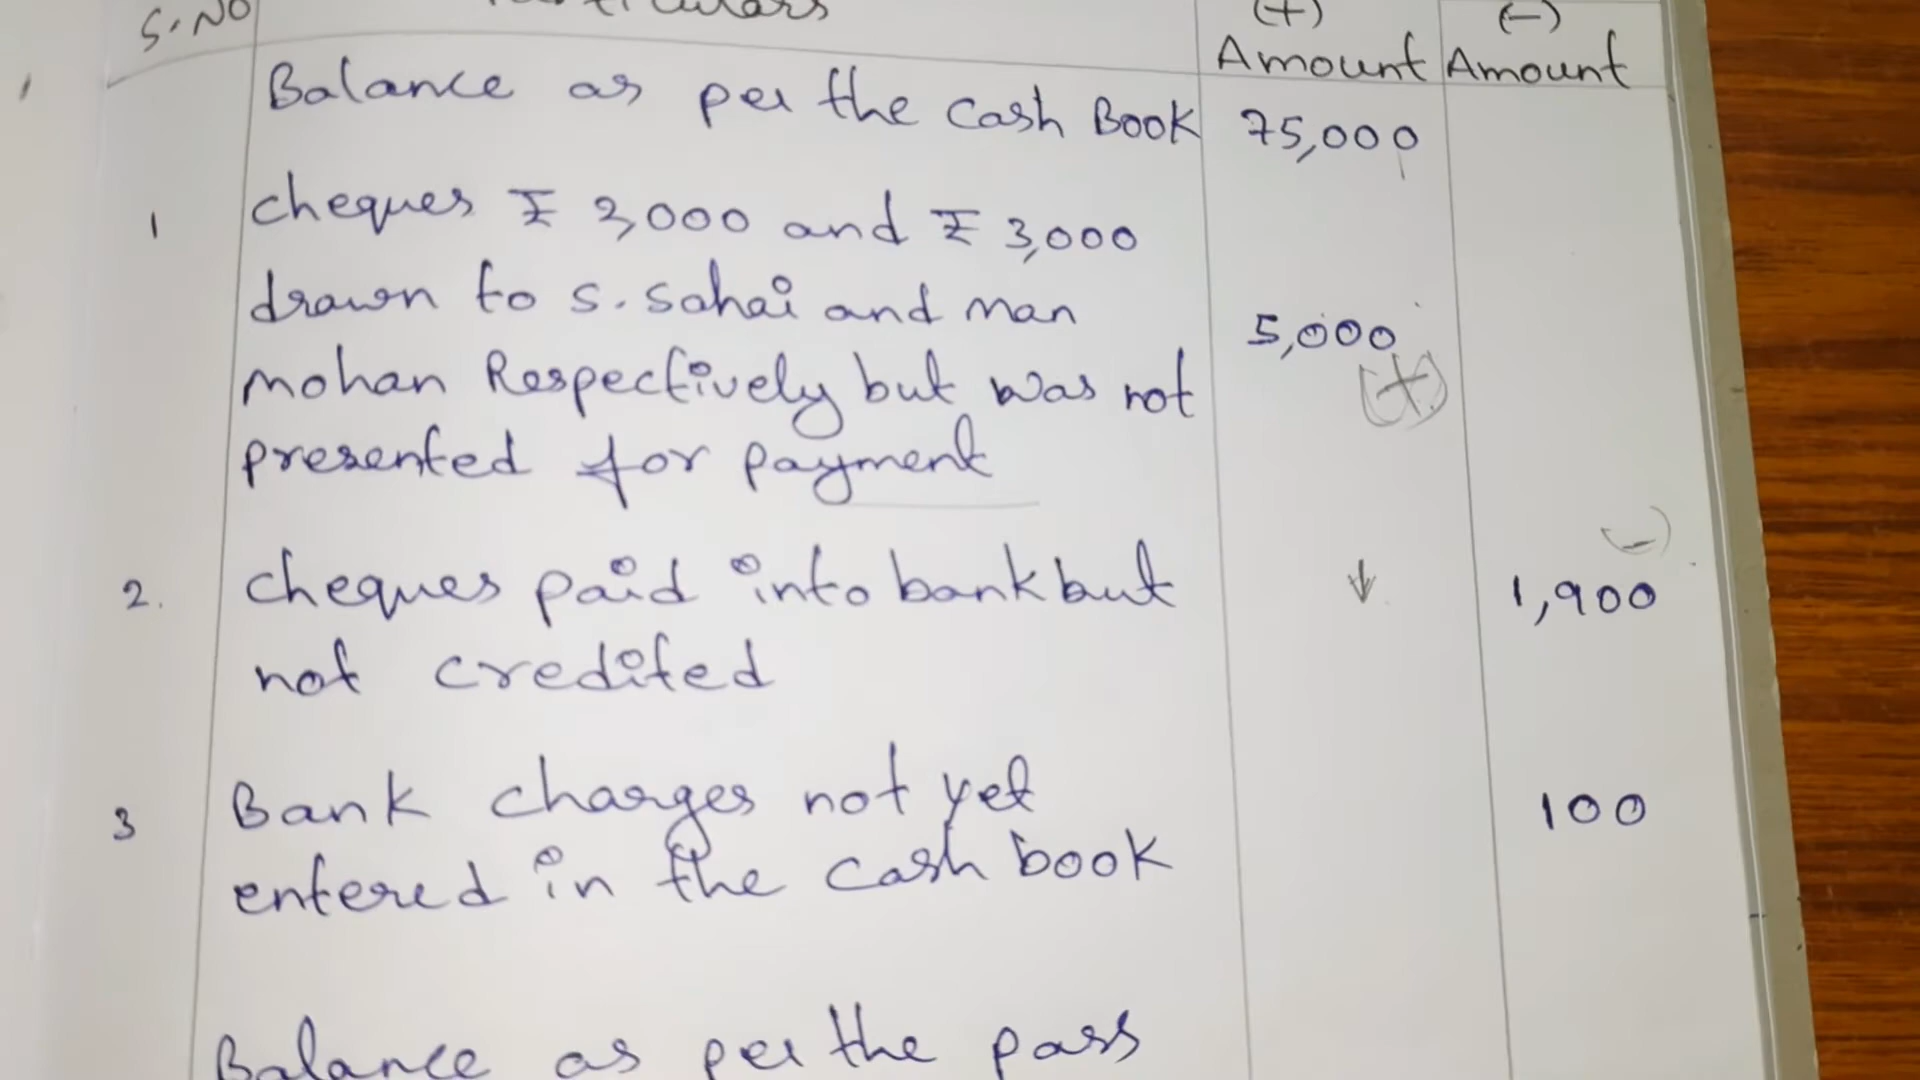 S.No Particulars (+) Amount (-) Amount
Balance as per the Cash Book 75,000
1 cheques ₹ 2,000 and ₹ 3,000
drawn to S. Sahai and man 5,000
mohan Respectively but was not (+)
presented for payment
2. cheques paid into bank but ↓ (-) 1,900
not credited
3 Bank charges not yet 100
entered in the cash book
Balance as per the pass